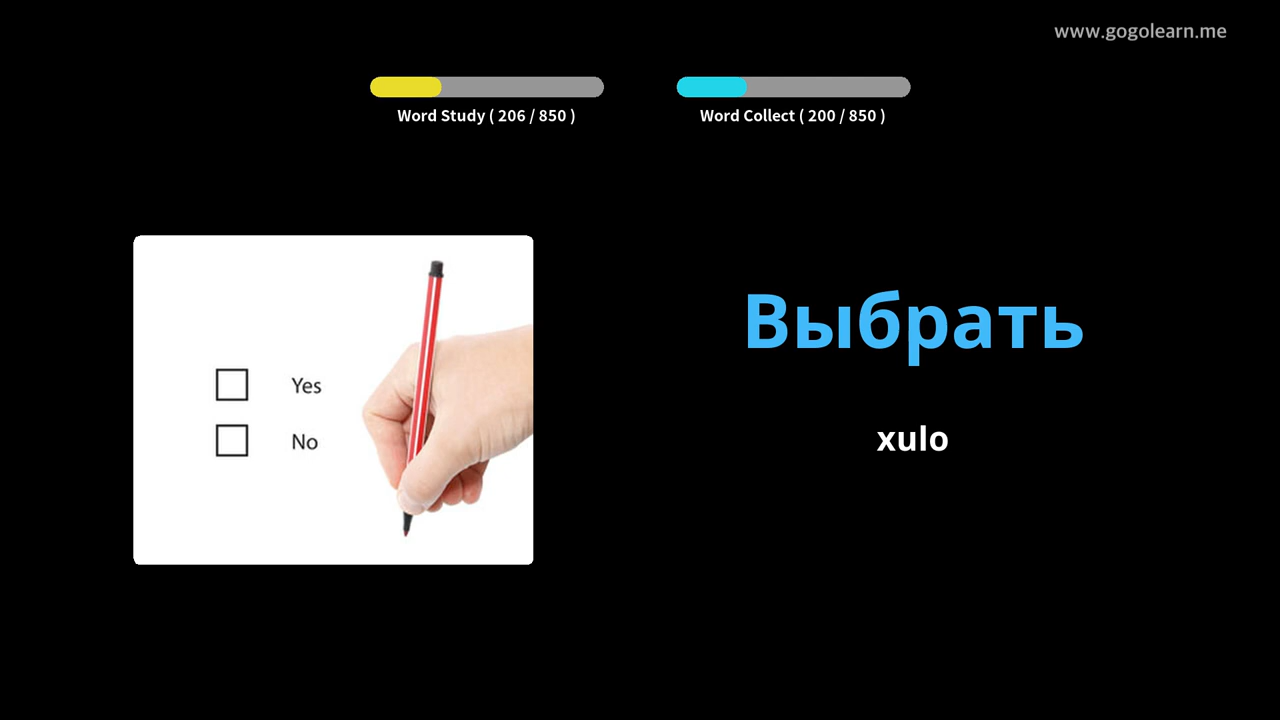 www.gogolearn.me
Word Study ( 206 / 850 )
Word Collect ( 200 / 850 )
Yes
No
Выбрать
xulo